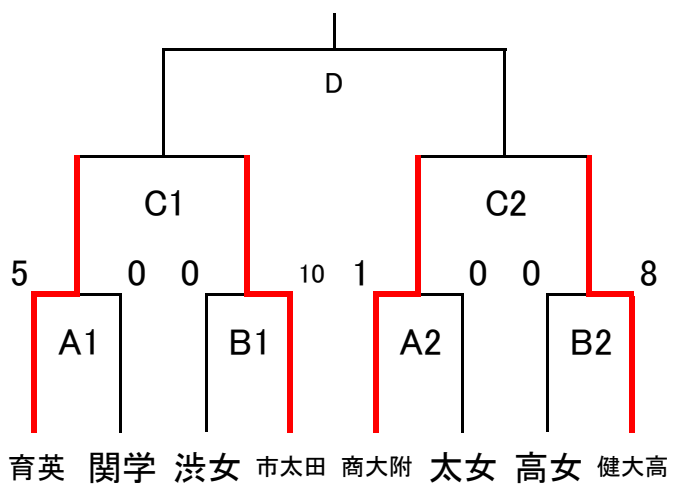 D
C1 C2
5 0 0 10 1 0 0 8
A1 B1 A2 B2
育英 関学 渋女 市太田 商大附 太女 高女 健大高